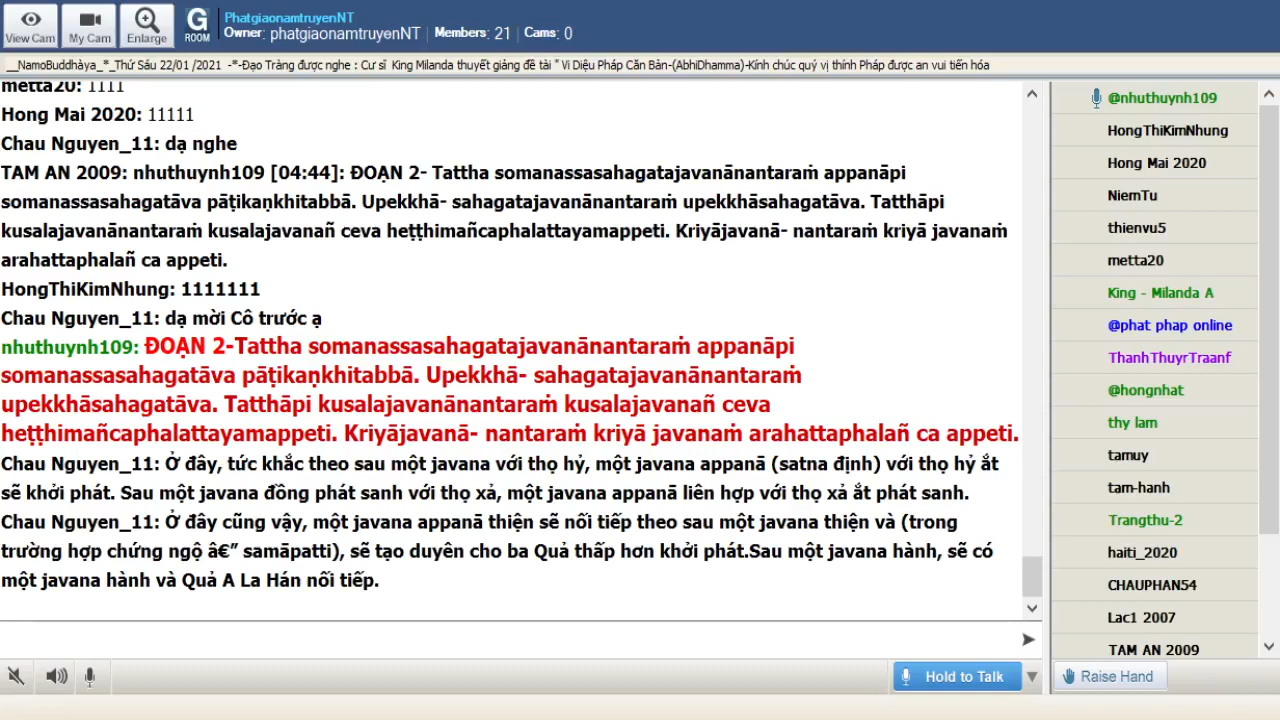 View Cam
My Cam
Enlarge
G
ROOM
PhatgiaonamtruyenNT
Owner: phatgiaonamtruyenNT | Members: 21 | Cams: 0
__NamoBuddhàya_*_Thứ Sáu 22/01 /2021 -*-Đạo Tràng được nghe : Cư sĩ King Milanda thuyết giảng đề tài " Vi Diệu Pháp Căn Bản-(AbhiDhamma)-Kính chúc quý vị thính Pháp được an vui tiến hóa
metta20: 1111
Hong Mai 2020: 11111
Chau Nguyen_11: dạ nghe
TAM AN 2009: nhuthuynh109 [04:44]: ĐOẠN 2- Tattha somanassasahagatajavanānantaraṁ appanāpi
somanassasahagatāva pāṭikaṇkhitabbā. Upekkhā- sahagatajavanānantaraṁ upekkhāsahagatāva. Tatthāpi
kusalajavanānantaraṁ kusalajavanañ ceva heṭṭhimañcaphalattayamappeti. Kriyājavanā- nantaraṁ kriyā javanaṁ
arahattaphalañ ca appeti.
HongThiKimNhung: 1111111
Chau Nguyen_11: dạ mời Cô trước ạ
nhuthuynh109: ĐOẠN 2-Tattha somanassasahagatajavanānantaraṁ appanāpi
somanassasahagatāva pāṭikaṇkhitabbā. Upekkhā- sahagatajavanānantaraṁ
upekkhāsahagatāva. Tatthāpi kusalajavanānantaraṁ kusalajavanañ ceva
heṭṭhimañcaphalattayamappeti. Kriyājavanā- nantaraṁ kriyā javanaṁ arahattaphalañ ca appeti.
Chau Nguyen_11: Ở đây, tức khắc theo sau một javana với thọ hỷ, một javana appanā (satna định) với thọ hỷ ắt
sẽ khởi phát. Sau một javana đồng phát sanh với thọ xả, một javana appanā liên hợp với thọ xả ắt phát sanh.
Chau Nguyen_11: Ở đây cũng vậy, một javana appanā thiện sẽ nối tiếp theo sau một javana thiện và (trong
trường hợp chứng ngộ â€” samāpatti), sẽ tạo duyên cho ba Quả thấp hơn khởi phát.Sau một javana hành, sẽ có
một javana hành và Quả A La Hán nối tiếp.
@nhuthuynh109
HongThiKimNhung
Hong Mai 2020
NiemTu
thienvu5
metta20
King - Milanda A
@phat phap online
ThanhThuyrTraanf
@hongnhat
thy lam
tamuy
tam-hanh
Trangthu-2
haiti_2020
CHAUPHAN54
Lac1 2007
TAM AN 2009
Hold to Talk
Raise Hand